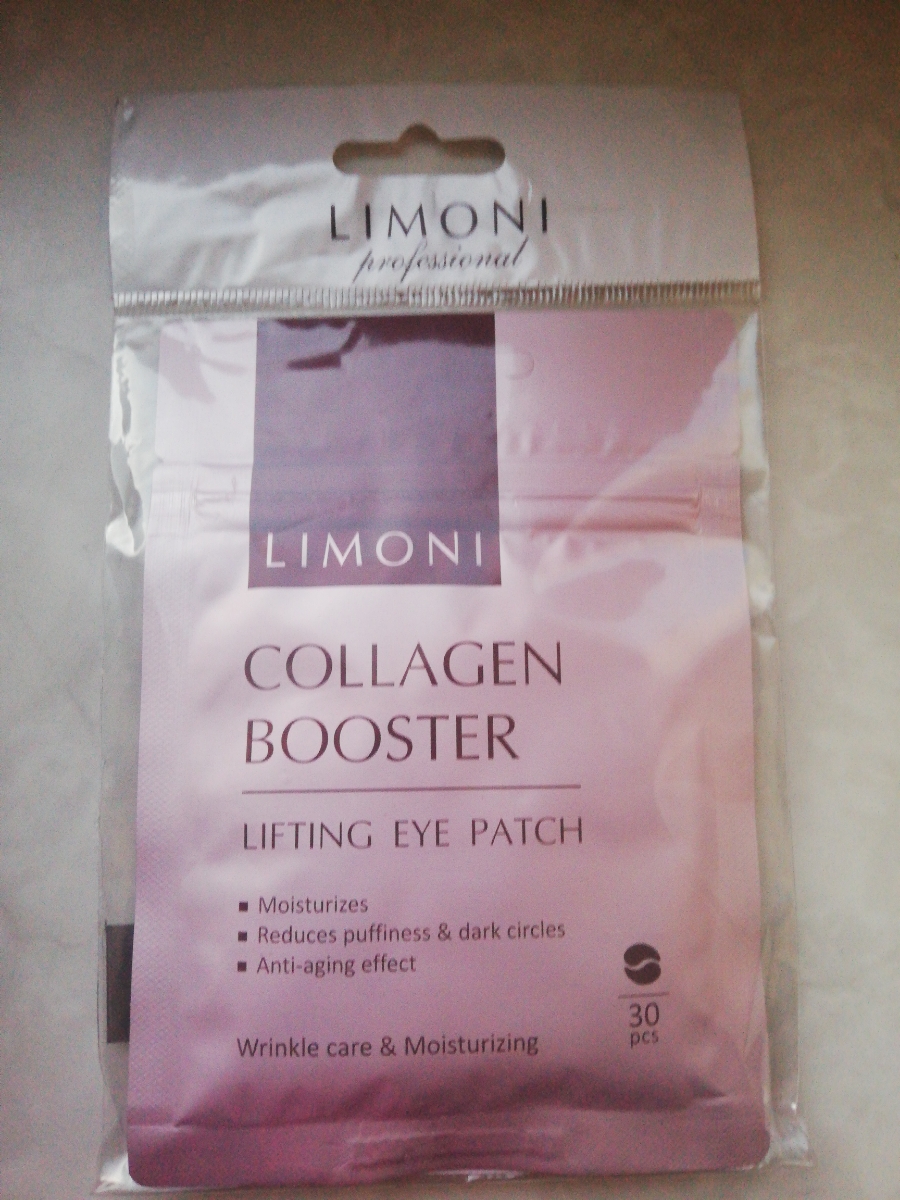 LIMONI
professional
LIMONI
COLLAGEN
BOOSTER
LIFTING EYE PATCH
▪ Moisturizes
▪ Reduces puffiness & dark circles
▪ Anti-aging effect
30
pcs
Wrinkle care & Moisturizing